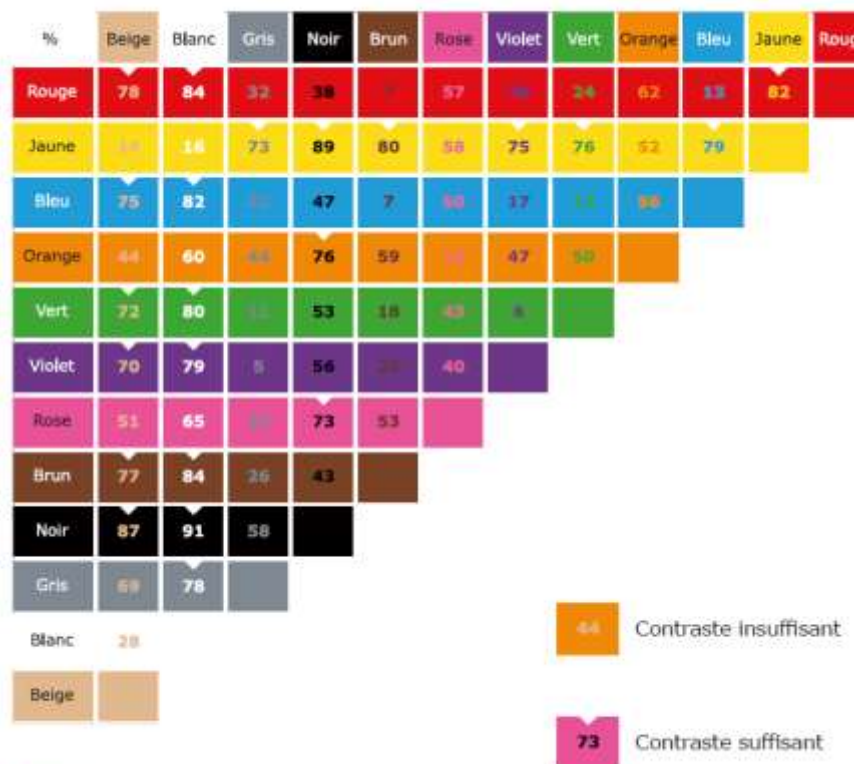 % Beige Blanc Gris Noir Brun Rose Violet Vert Orange Bleu Jaune Roug
Rouge 78 84 32 38 7 57 24 62 13 82
Jaune 14 16 73 89 80 58 75 76 52 79
Bleu 75 82 47 7 50 17 56
Orange 44 60 44 76 59 47 50
Vert 72 80 53 18 43
Violet 70 79 5 56 40
Rose 51 65 73 53
Brun 77 84 26 43
Noir 87 91 58
Gris 69 78
Blanc 28
44 Contraste insuffisant
Beige
73 Contraste suffisant